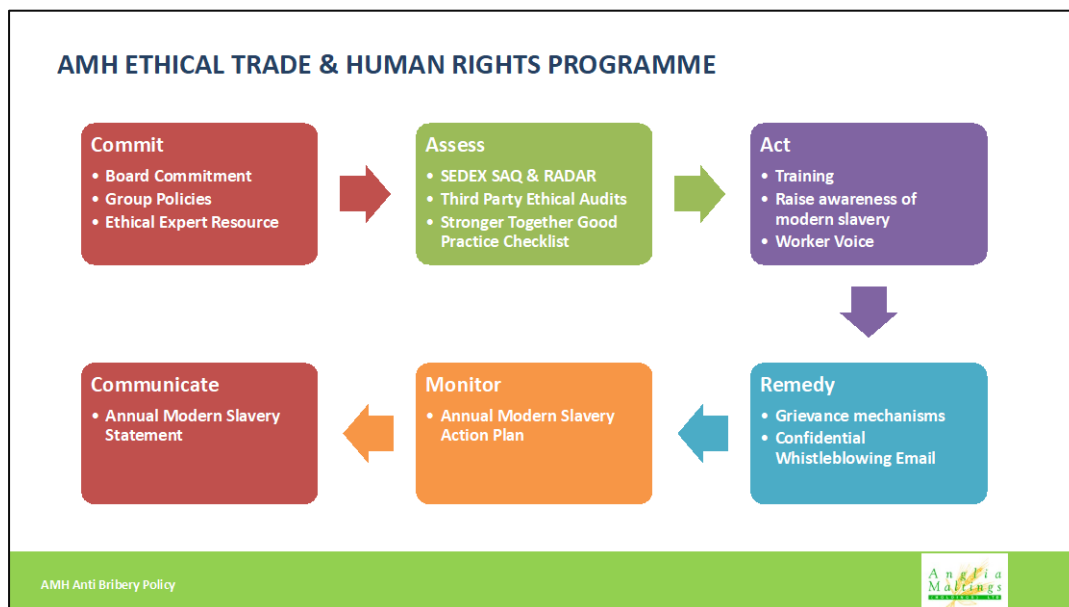 AMH ETHICAL TRADE & HUMAN RIGHTS PROGRAMME
Commit
• Board Commitment
• Group Policies
• Ethical Expert Resource
Assess
• SEDEX SAQ & RADAR
• Third Party Ethical Audits
• Stronger Together Good
Practice Checklist
Act
• Training
• Raise awareness of
modern slavery
• Worker Voice
Remedy
• Grievance mechanisms
• Confidential
Whistleblowing Email
Monitor
• Annual Modern Slavery
Action Plan
Communicate
• Annual Modern Slavery
Statement
AMH Anti Bribery Policy
Anglia
Maltings
(HOLDINGS) LTD